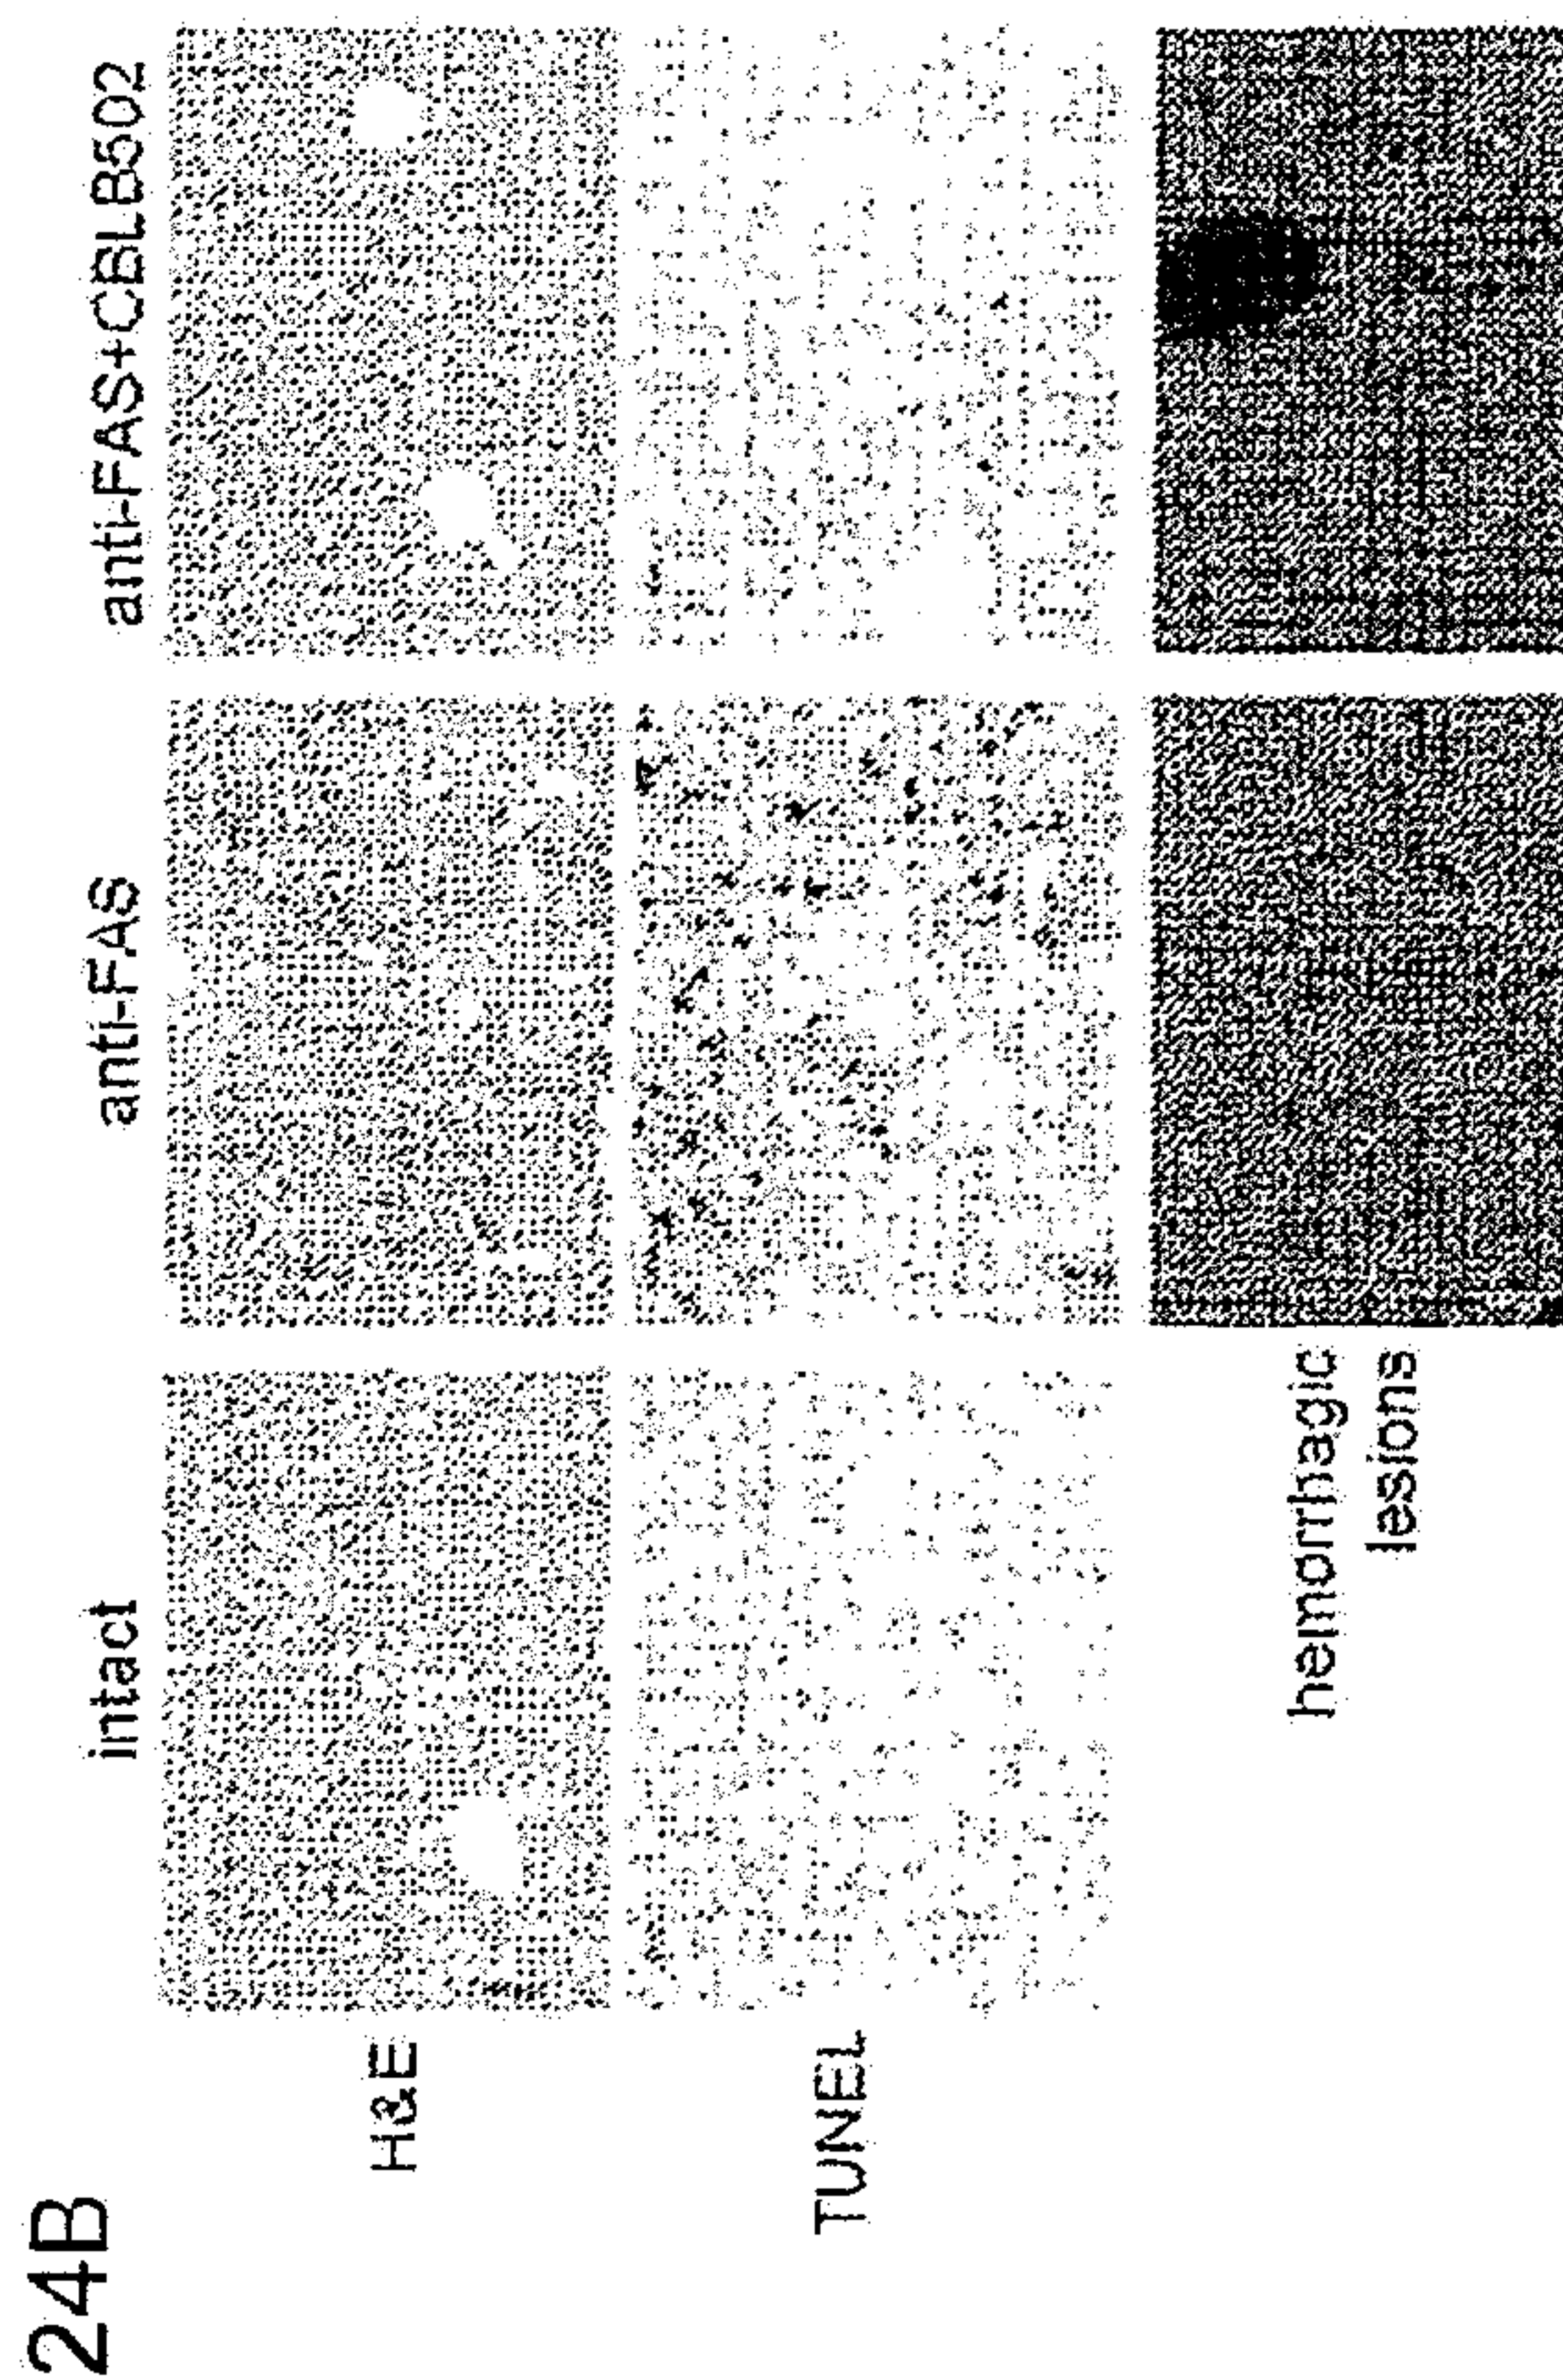 24B
intact
anti-FAS
anti-FAS+CBLB502
H&E
TUNEL
hemorrhagic
lesions